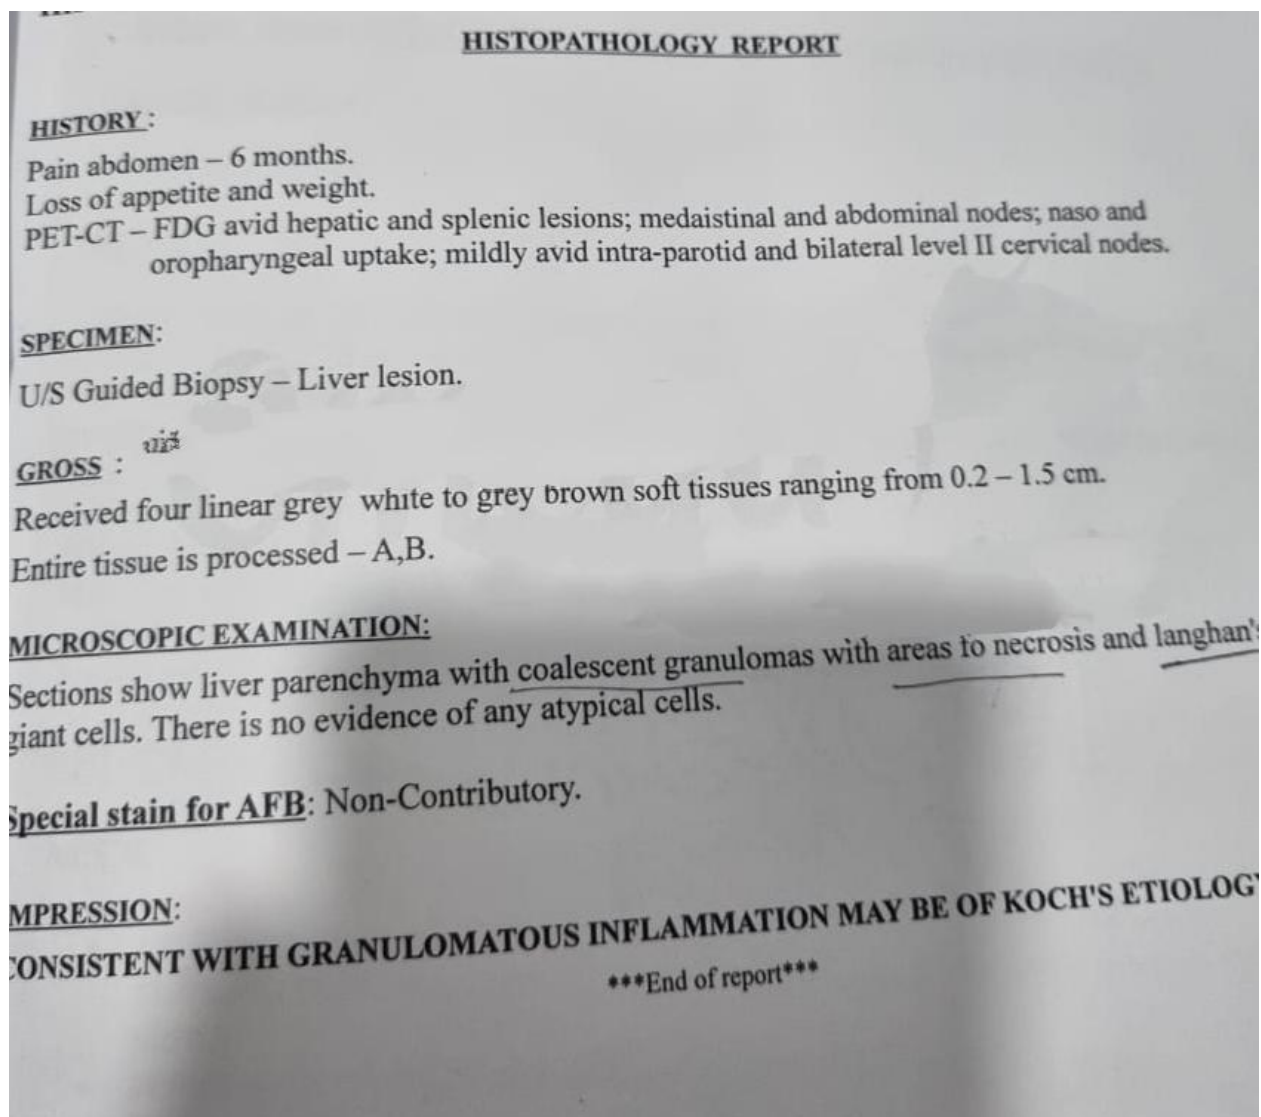 HISTOPATHOLOGY REPORT
HISTORY :
Pain abdomen – 6 months.
Loss of appetite and weight.
PET-CT – FDG avid hepatic and splenic lesions; medaistinal and abdominal nodes; naso and
oropharyngeal uptake; mildly avid intra-parotid and bilateral level II cervical nodes.
SPECIMEN:
U/S Guided Biopsy – Liver lesion.
GROSS :
Received four linear grey white to grey brown soft tissues ranging from 0.2 – 1.5 cm.
Entire tissue is processed – A,B.
MICROSCOPIC EXAMINATION:
Sections show liver parenchyma with coalescent granulomas with areas fo necrosis and langhan's
giant cells. There is no evidence of any atypical cells.
Special stain for AFB: Non-Contributory.
MPRESSION:
CONSISTENT WITH GRANULOMATOUS INFLAMMATION MAY BE OF KOCH'S ETIOLOGY
***End of report***